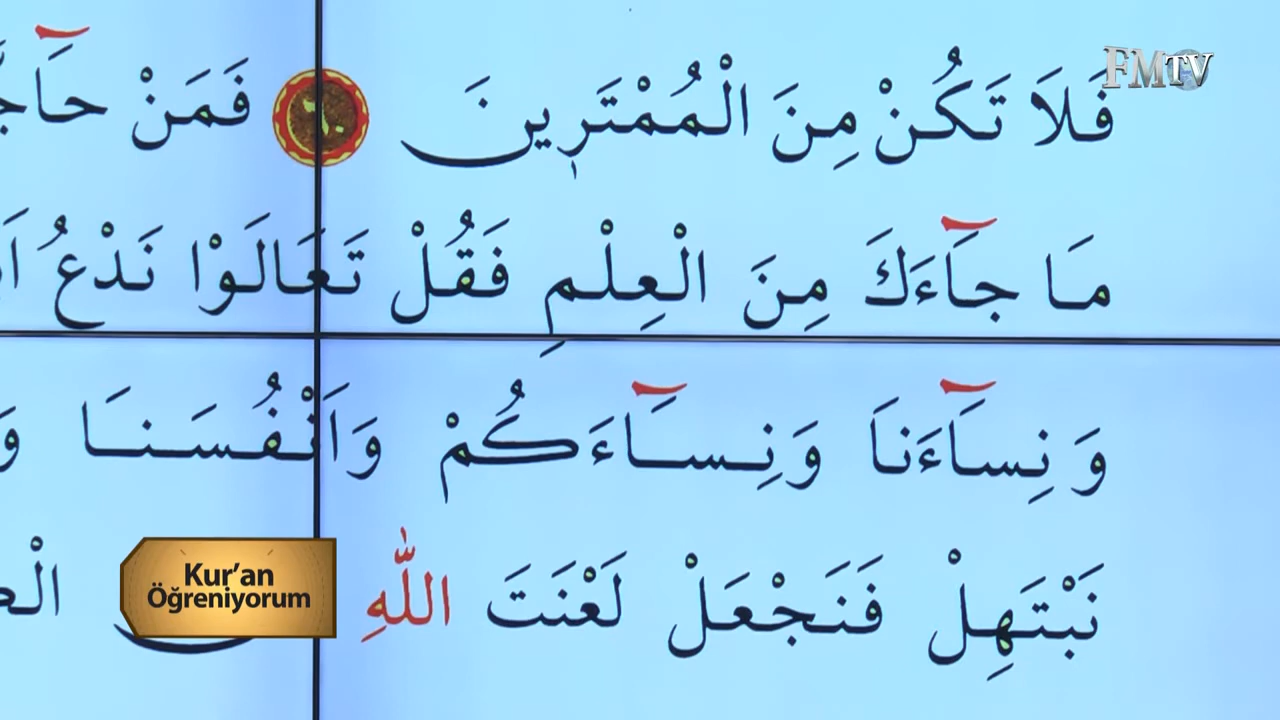 FMTV
فَلَا تَكُنْ مِنَ الْمُمْتَرٖينَ ٦٠ فَمَنْ
مَا جَٓاءَكَ مِنَ الْعِلْمِ فَقُلْ تَعَالَوْا نَدْعُ
وَنِسَٓاءَنَا وَنِسَٓاءَكُمْ وَاَنْفُسَنَا
نَبْتَهِلْ فَنَجْعَلْ لَعْنَتَ اللّٰهِ
Kur'an
Öğreniyorum